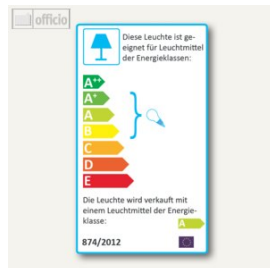 officio
Diese Leuchte ist ge-
eignet für Leuchtmittel
der Energieklassen:
A++
A+
A
B
C
D
E
Die Leuchte wird verkauft mit
einem Leuchtmittel der Energie-
klasse:
A
874/2012